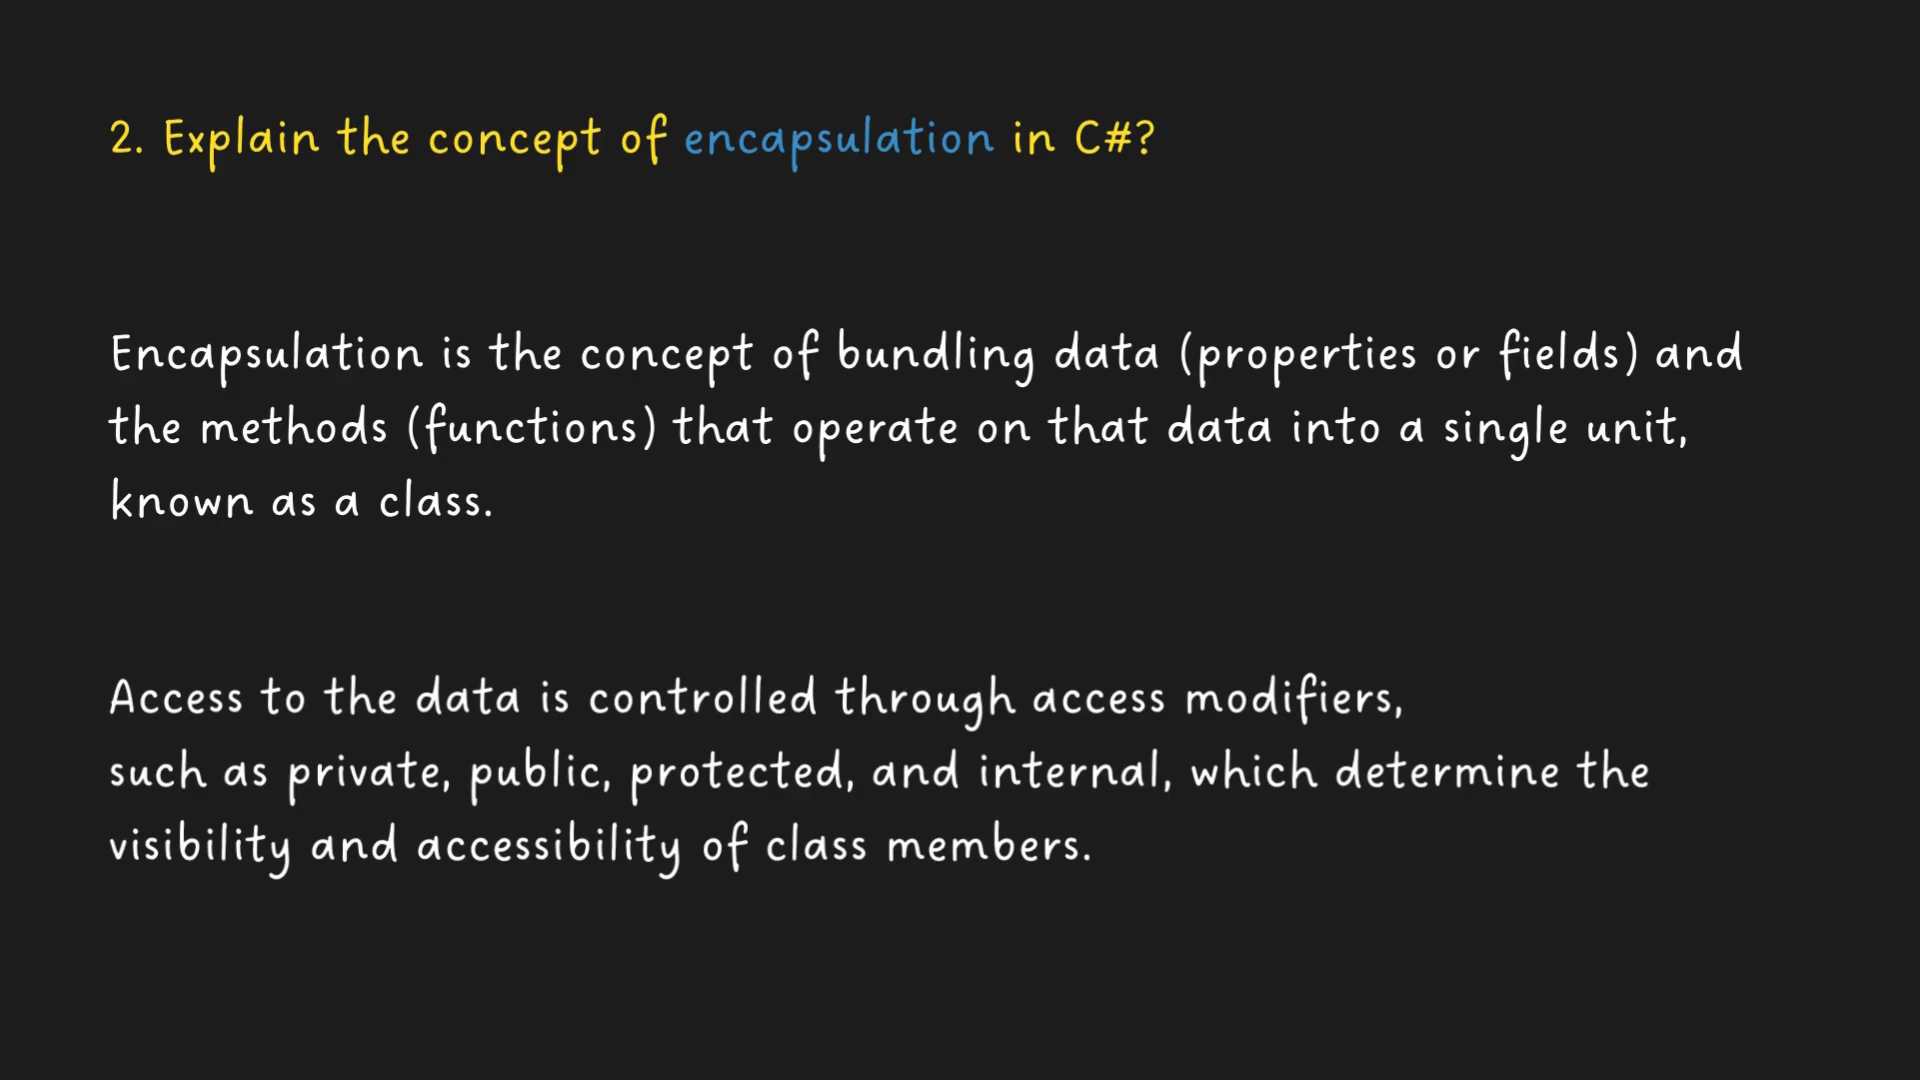 2. Explain the concept of encapsulation in C#?
Encapsulation is the concept of bundling data (properties or fields) and
the methods (functions) that operate on that data into a single unit,
known as a class.
Access to the data is controlled through access modifiers,
such as private, public, protected, and internal, which determine the
visibility and accessibility of class members.